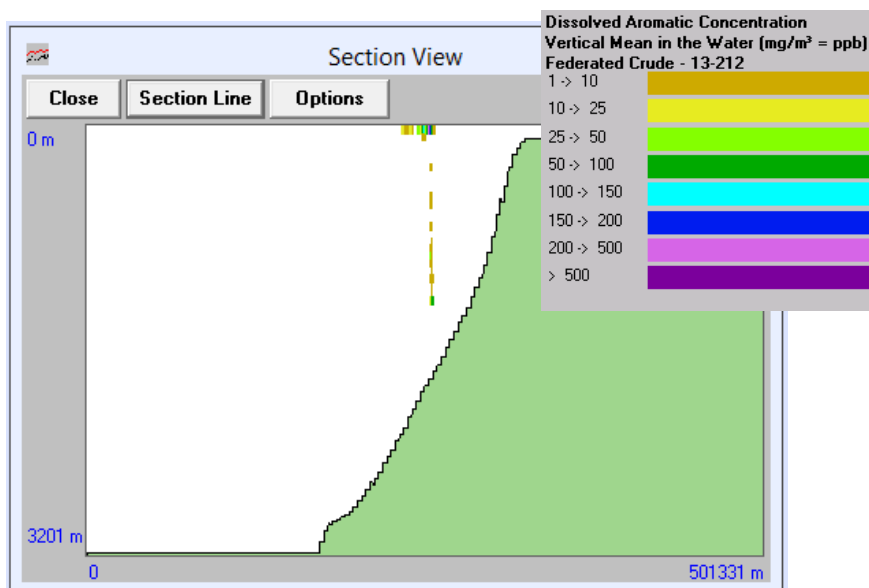 Section View
Close
Section Line
Options
0 m
3201 m
0
501331 m
Dissolved Aromatic Concentration
Vertical Mean in the Water (mg/m³ = ppb)
Federated Crude - 13-212
1 -> 10
10 -> 25
25 -> 50
50 -> 100
100 -> 150
150 -> 200
200 -> 500
> 500